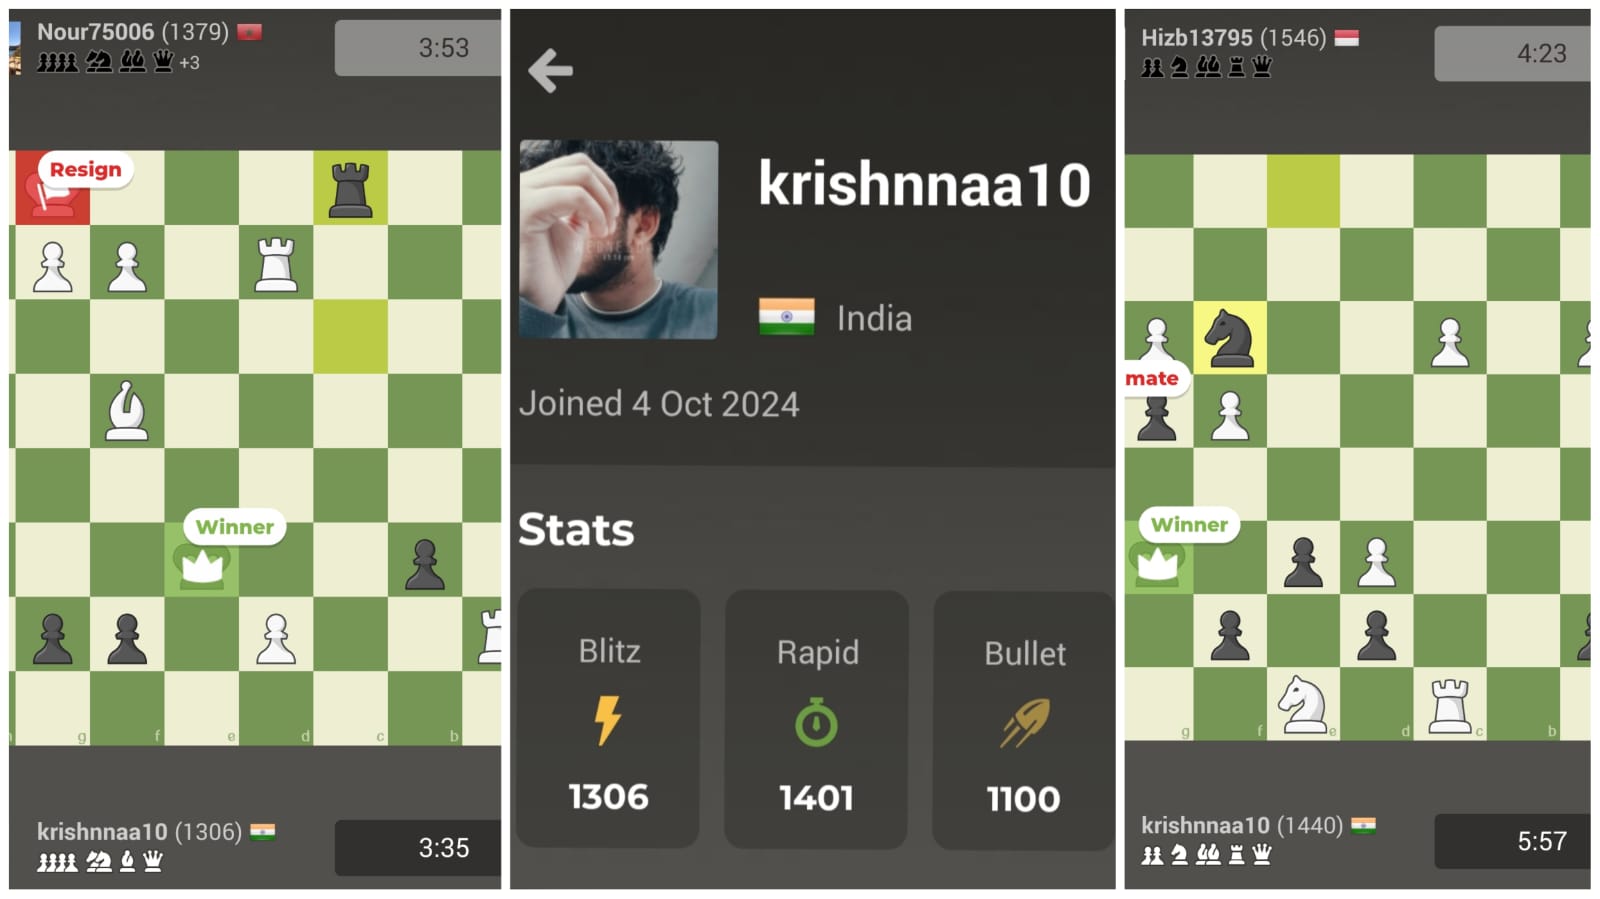 Nour75006 (1379)
3:53
+3
Resign
Winner
g f e d c b
krishnnaa10 (1306)
3:35
krishnnaa10
India
Joined 4 Oct 2024
Stats
Blitz Rapid Bullet
1306 1401 1100
Hizb13795 (1546)
4:23
mate
Winner
g f e d c b
krishnnaa10 (1440)
5:57